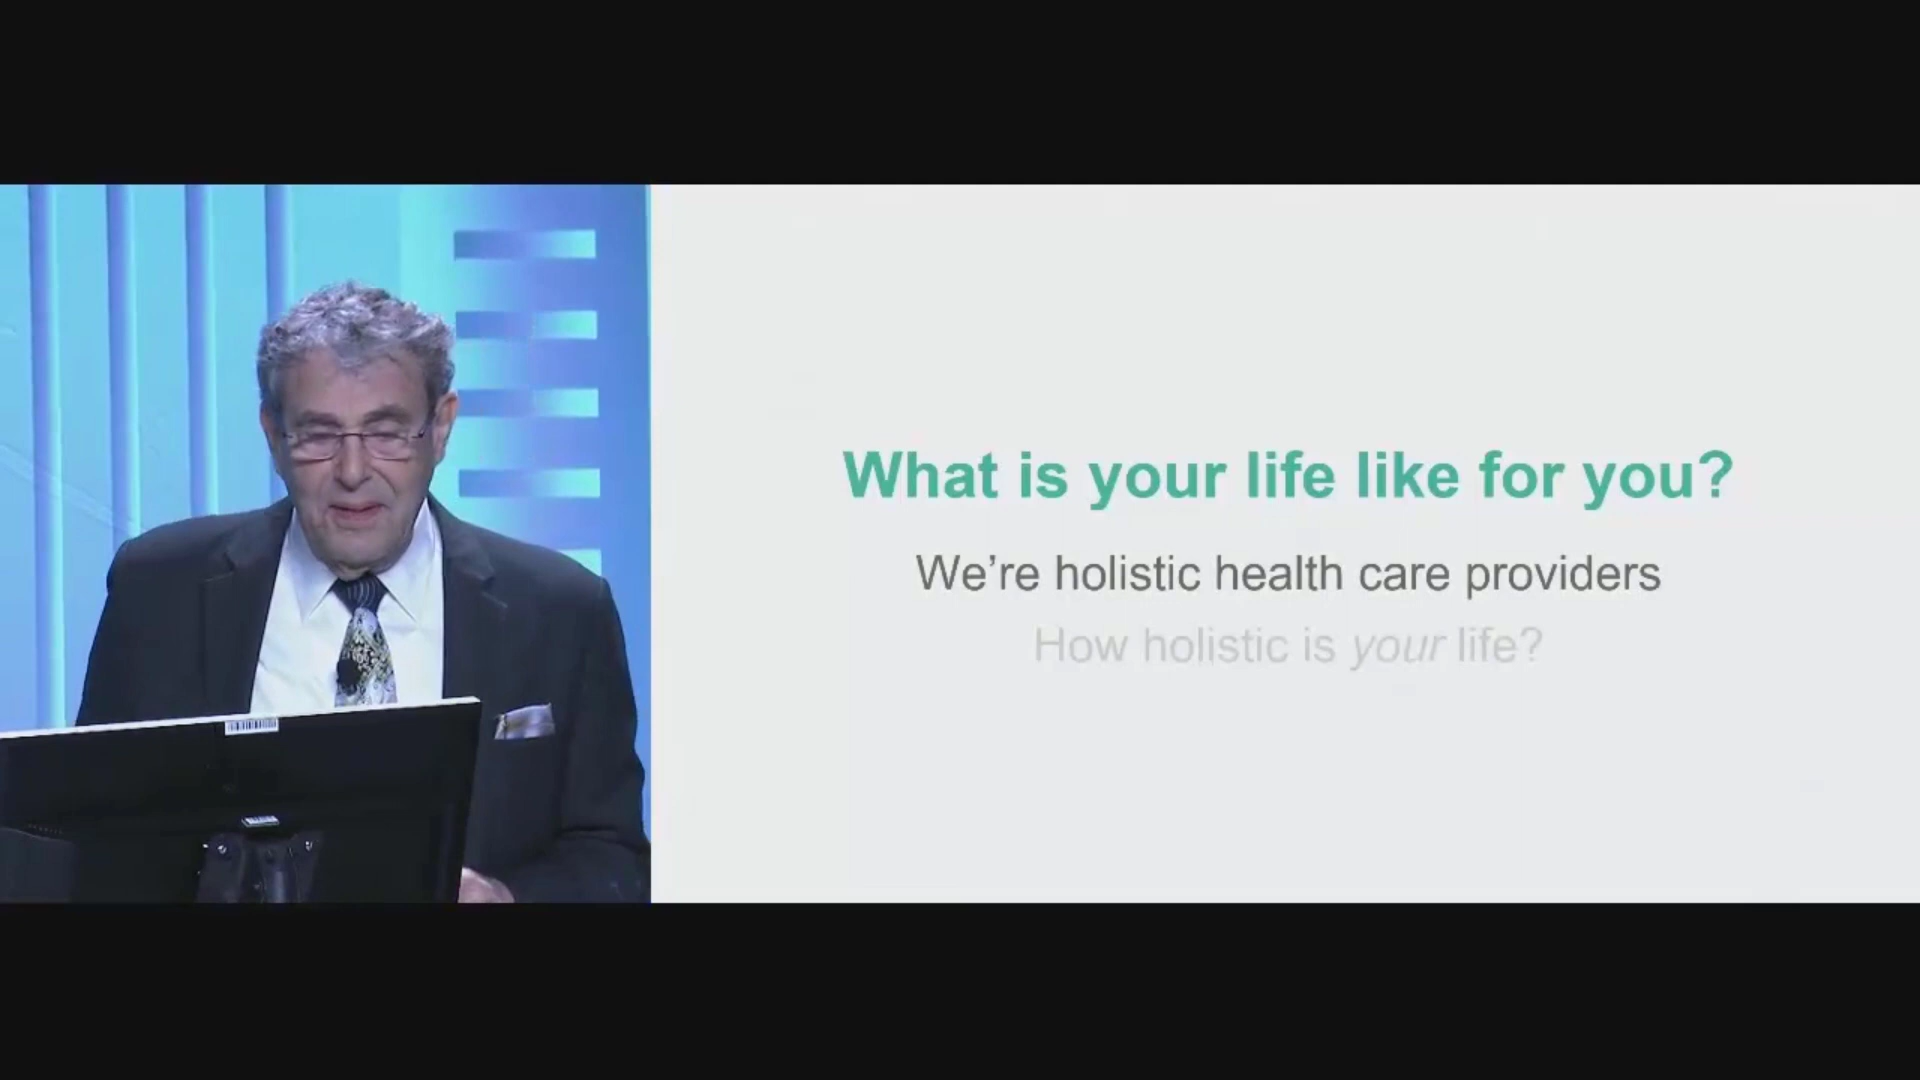 What is your life like for you?
We’re holistic health care providers
How holistic is your life?